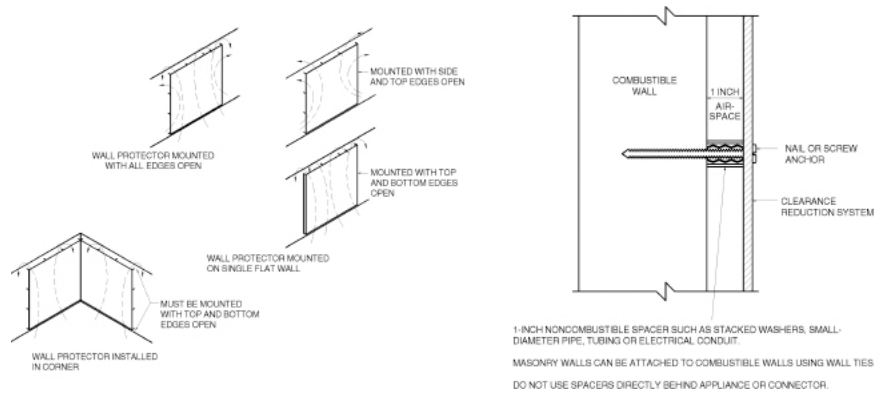 WALL PROTECTOR MOUNTED
WITH ALL EDGES OPEN
MOUNTED WITH SIDE
AND TOP EDGES OPEN
MOUNTED WITH TOP
AND BOTTOM EDGES
OPEN
WALL PROTECTOR MOUNTED
ON SINGLE FLAT WALL
MUST BE MOUNTED
WITH TOP AND BOTTOM
EDGES OPEN
WALL PROTECTOR INSTALLED
IN CORNER
COMBUSTIBLE
WALL
1 INCH
AIR-
SPACE
NAIL OR SCREW
ANCHOR
CLEARANCE
REDUCTION SYSTEM
1-INCH NONCOMBUSTIBLE SPACER SUCH AS STACKED WASHERS, SMALL-
DIAMETER PIPE, TUBING OR ELECTRICAL CONDUIT.
MASONRY WALLS CAN BE ATTACHED TO COMBUSTIBLE WALLS USING WALL TIES
DO NOT USE SPACERS DIRECTLY BEHIND APPLIANCE OR CONNECTOR.